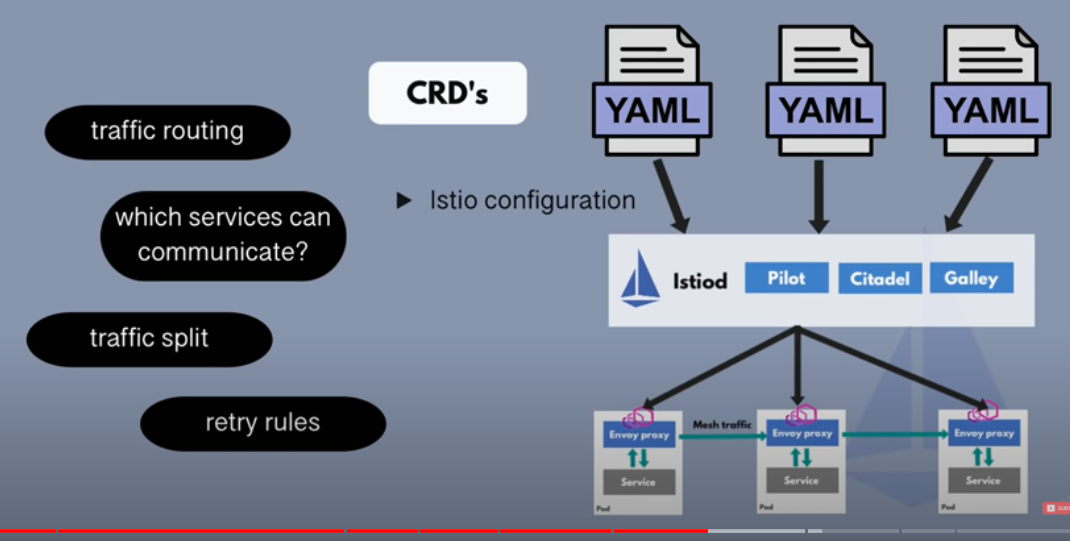 CRD's
YAML
YAML
YAML
traffic routing
which services can
communicate?
traffic split
retry rules
► Istio configuration
Istiod
Pilot
Citadel
Galley
Mesh traffic
Envoy proxy
Service
Pod
Envoy proxy
Service
Pod
Envoy proxy
Service
Pod